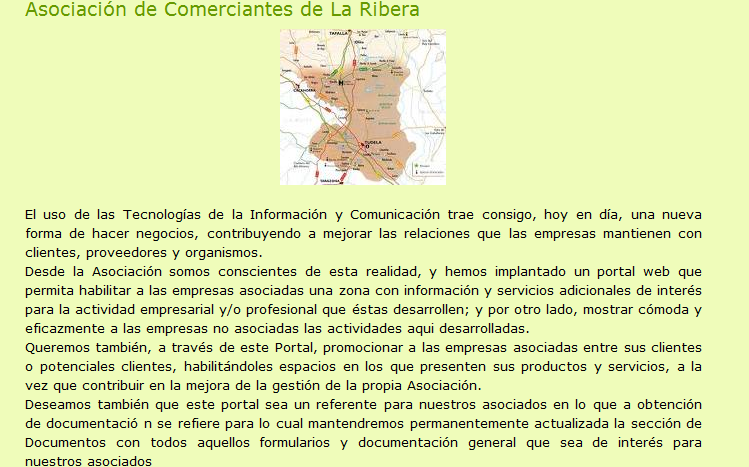 Asociación de Comerciantes de La Ribera
TAFALLA
CALAHORRA
TUDELA
TARAZONA
El uso de las Tecnologías de la Información y Comunicación trae consigo, hoy en día, una nueva
forma de hacer negocios, contribuyendo a mejorar las relaciones que las empresas mantienen con
clientes, proveedores y organismos.
Desde la Asociación somos conscientes de esta realidad, y hemos implantado un portal web que
permita habilitar a las empresas asociadas una zona con información y servicios adicionales de interés
para la actividad empresarial y/o profesional que éstas desarrollen; y por otro lado, mostrar cómoda y
eficazmente a las empresas no asociadas las actividades aqui desarrolladas.
Queremos también, a través de este Portal, promocionar a las empresas asociadas entre sus clientes
o potenciales clientes, habilitándoles espacios en los que presenten sus productos y servicios, a la
vez que contribuir en la mejora de la gestión de la propia Asociación.
Deseamos también que este portal sea un referente para nuestros asociados en lo que a obtención
de documentació n se refiere para lo cual mantendremos permanentemente actualizada la sección de
Documentos con todos aquellos formularios y documentación general que sea de interés para
nuestros asociados